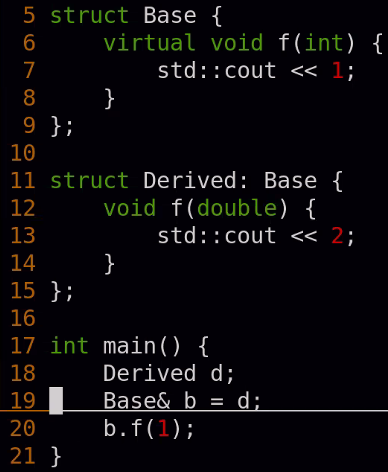 5 struct Base {
6     virtual void f(int) {
7         std::cout << 1;
8     }
9 };
10
11 struct Derived: Base {
12     void f(double) {
13         std::cout << 2;
14     }
15 };
16
17 int main() {
18     Derived d;
19     Base& b = d;
20     b.f(1);
21 }